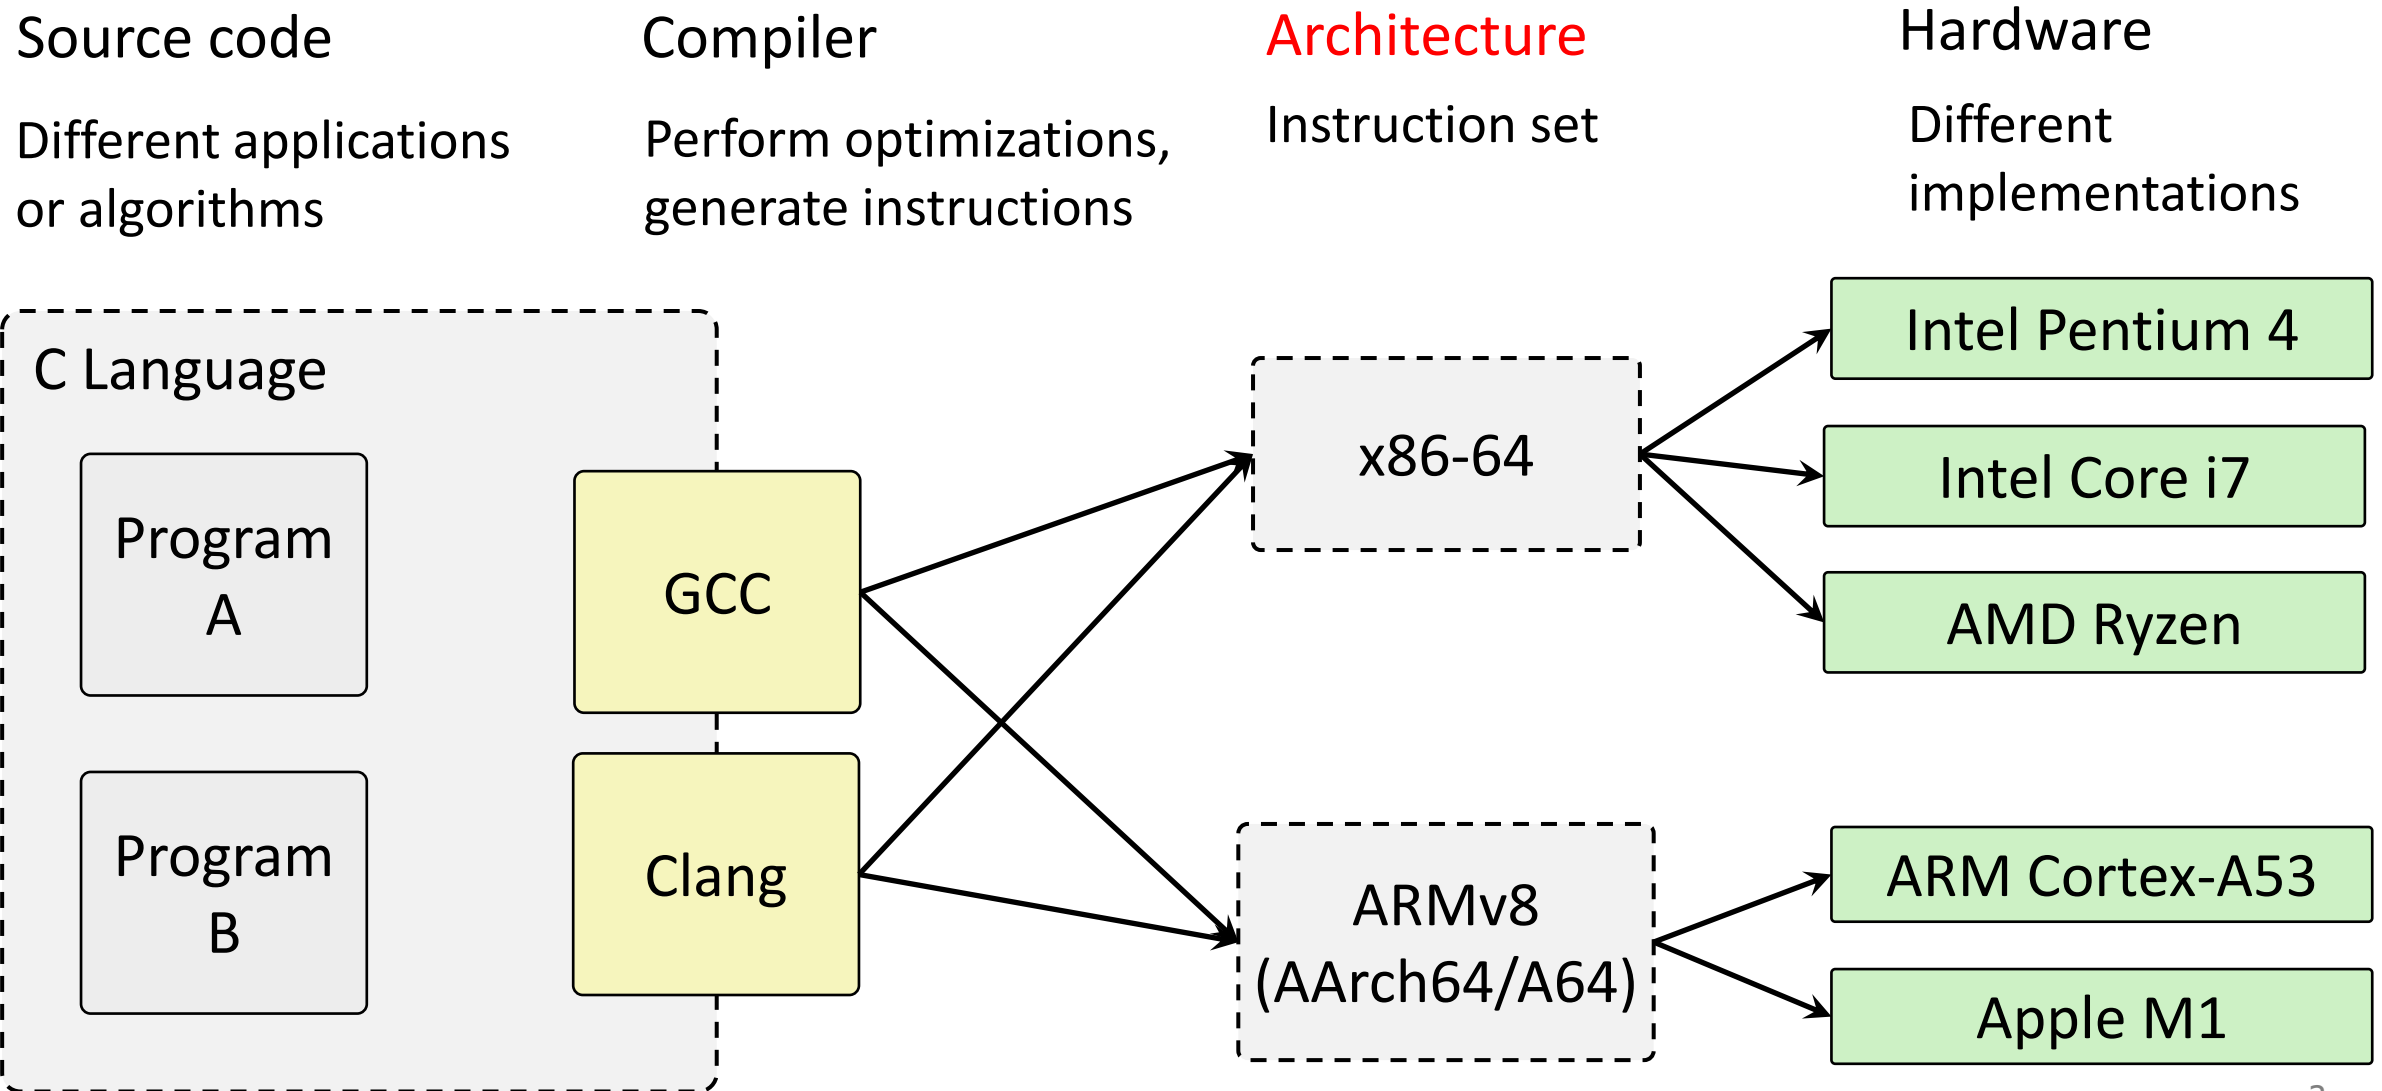 Source code
Compiler
Architecture
Hardware
Different applications
or algorithms
Perform optimizations,
generate instructions
Instruction set
Different
implementations
C Language
Program
A
Program
B
GCC
Clang
x86-64
ARMv8
(AArch64/A64)
Intel Pentium 4
Intel Core i7
AMD Ryzen
ARM Cortex-A53
Apple M1